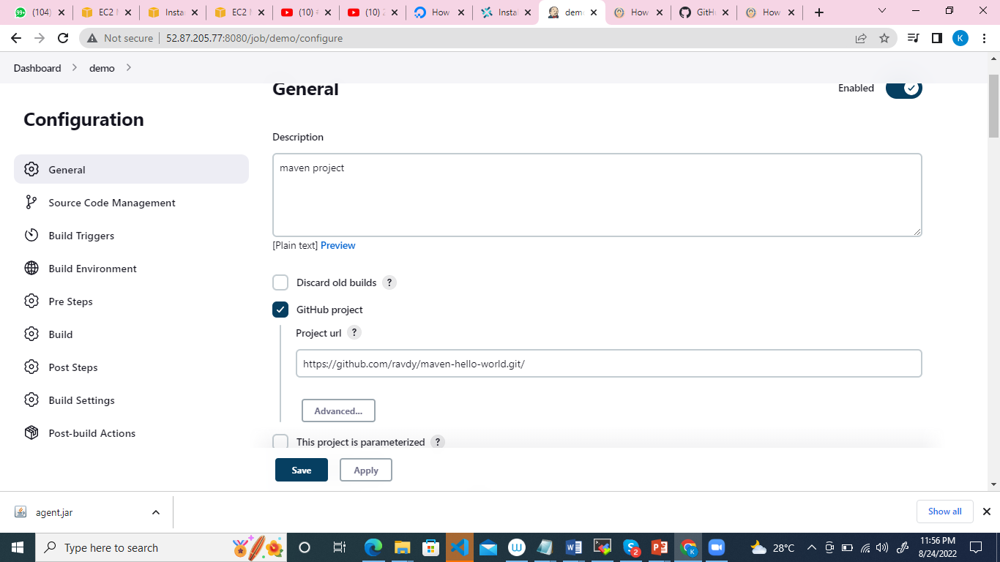 (104)
EC2
Instan
EC2
(10)
(10) 2
How
Instal
demo
How
GitH
How
Not secure
52.87.205.77:8080/job/demo/configure
K
Dashboard
demo
General
Enabled
Configuration
Description
General
maven project
Source Code Management
Build Triggers
[Plain text] Preview
Build Environment
Discard old builds ?
Pre Steps
GitHub project
Build
Project url ?
Post Steps
https://github.com/ravdy/maven-hello-world.git/
Build Settings
Advanced...
Post-build Actions
This project is parameterized ?
Save
Apply
agent.jar
Show all
Type here to search
28°C
11:56 PM
8/24/2022